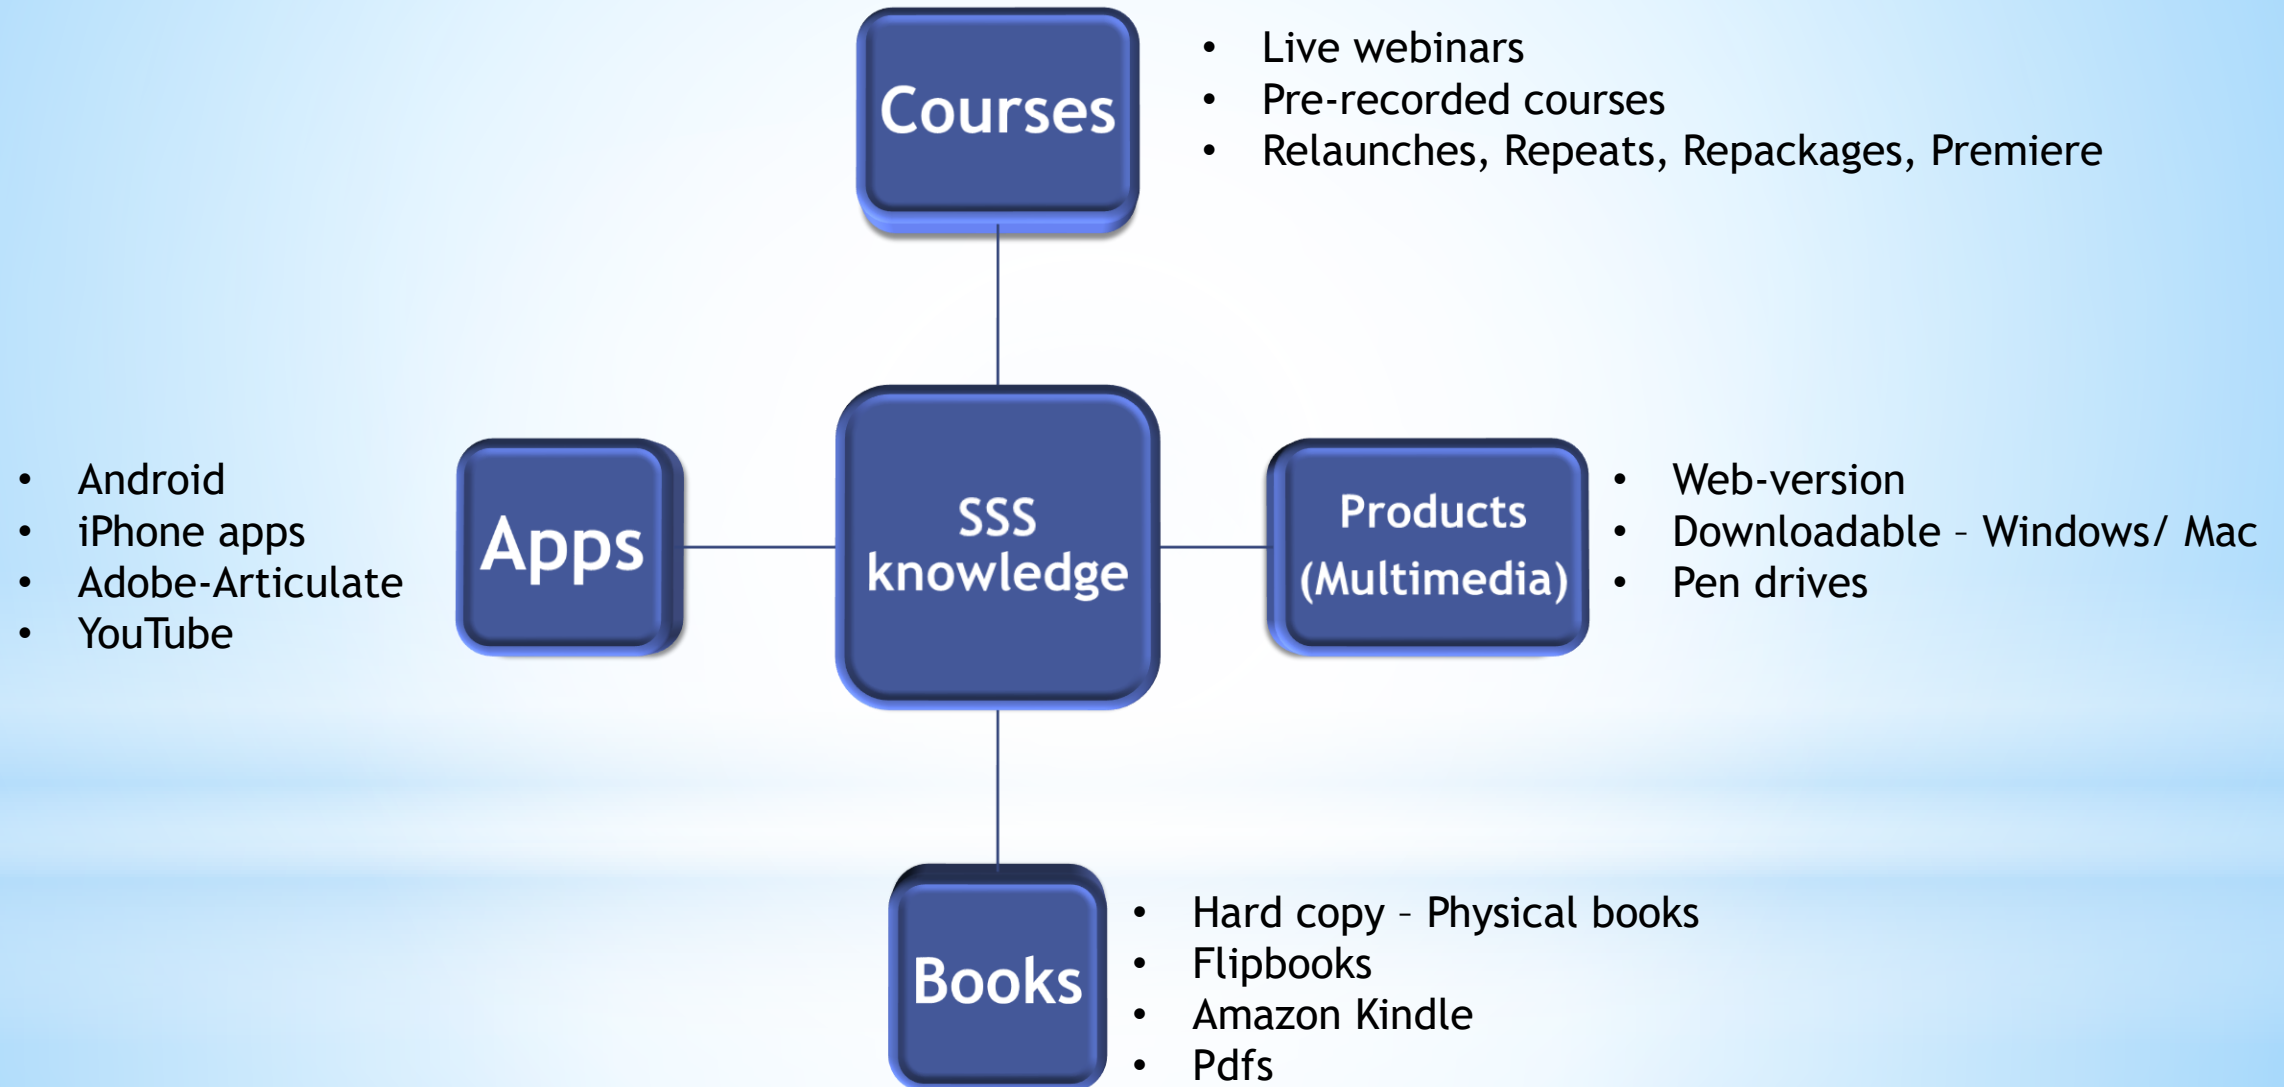 Courses
• Live webinars
• Pre-recorded courses
• Relaunches, Repeats, Repackages, Premiere
• Android
• iPhone apps
• Adobe-Articulate
• YouTube
Apps
SSS
knowledge
Products
(Multimedia)
• Web-version
• Downloadable – Windows/ Mac
• Pen drives
Books
• Hard copy – Physical books
• Flipbooks
• Amazon Kindle
• Pdfs